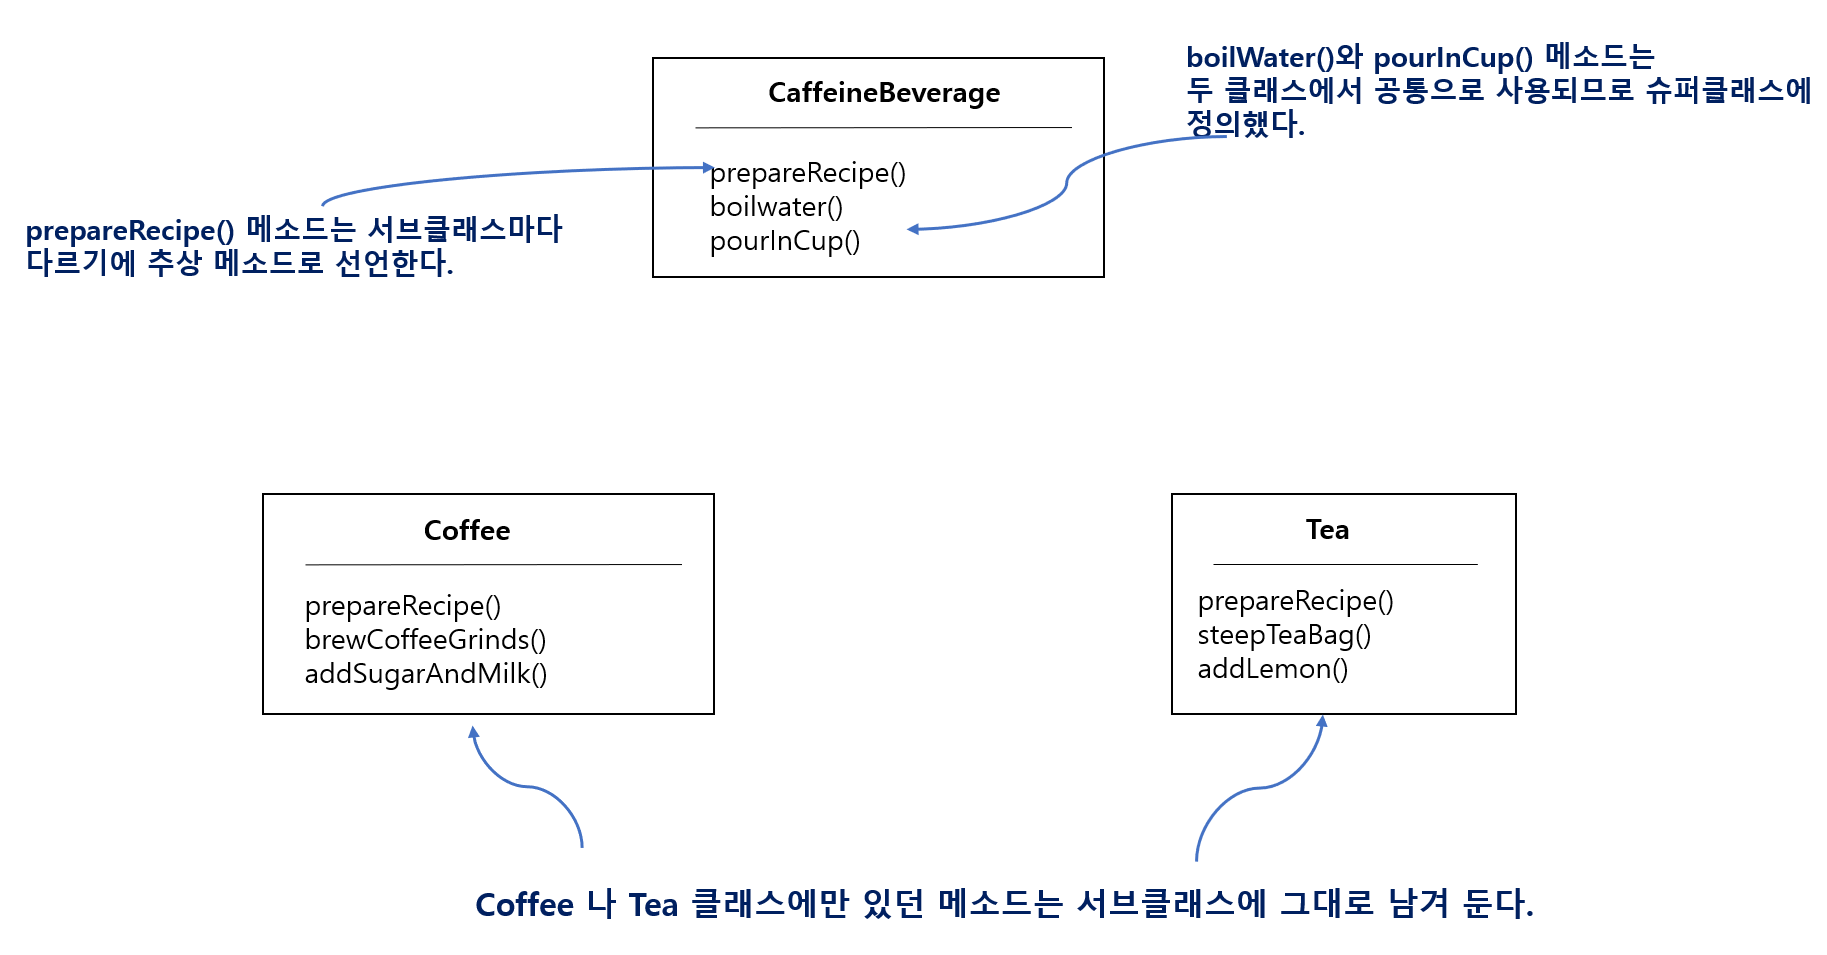 boilWater()와 pourInCup() 메소드는
두 클래스에서 공통으로 사용되므로 슈퍼클래스에
정의했다.
CaffeineBeverage
prepareRecipe()
boilwater()
pourInCup()
prepareRecipe() 메소드는 서브클래스마다
다르기에 추상 메소드로 선언한다.
Coffee
prepareRecipe()
brewCoffeeGrinds()
addSugarAndMilk()
Tea
prepareRecipe()
steepTeaBag()
addLemon()
Coffee 나 Tea 클래스에만 있던 메소드는 서브클래스에 그대로 남겨 둔다.